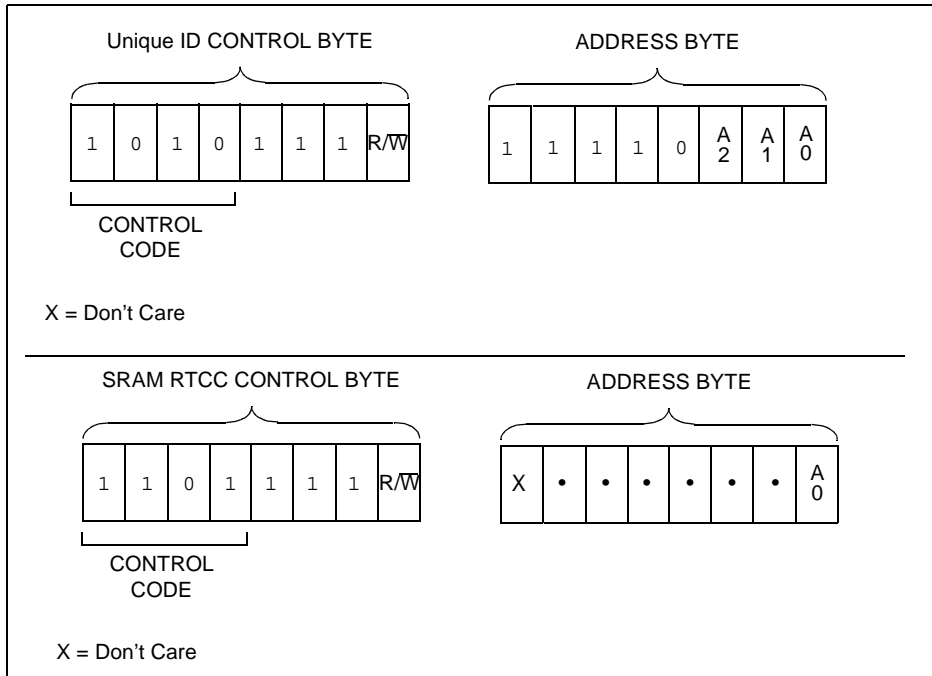 Unique ID CONTROL BYTE
ADDRESS BYTE
1 0 1 0 1 1 1 R/W̅
1 1 1 1 0 A2 A1 A0
CONTROL
CODE
X = Don't Care
SRAM RTCC CONTROL BYTE
ADDRESS BYTE
1 1 0 1 1 1 1 R/W̅
X • • • • • • A0
CONTROL
CODE
X = Don't Care